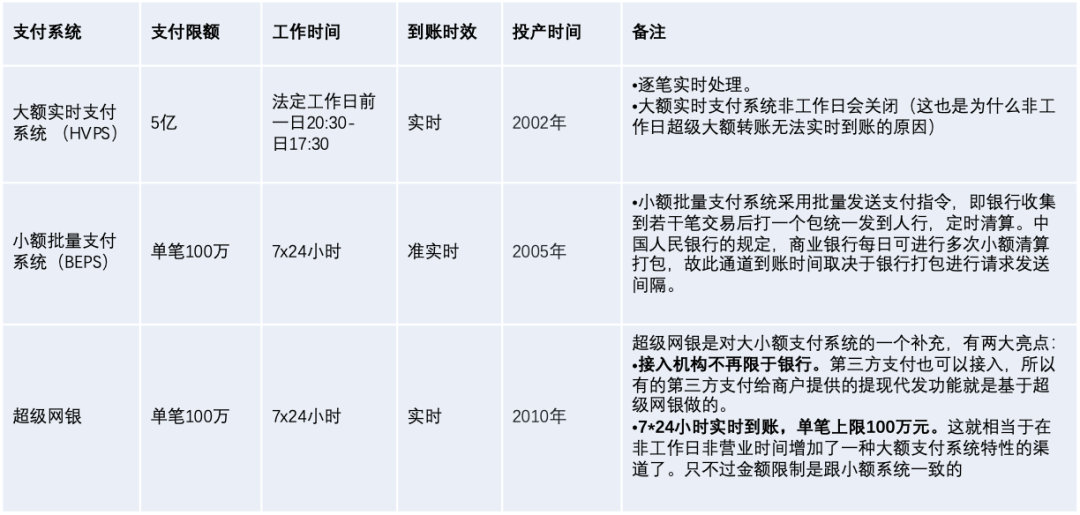 支付系统 支付限额 工作时间 到账时效 投产时间 备注
大额实时支付
系统 （HVPS）
5亿
法定工作日前
一日20:30-
日17:30
实时
2002年
•逐笔实时处理。
•大额实时支付系统非工作日会关闭（这也是为什么非工
作日超级大额转账无法实时到账的原因）
小额批量支付
系统（BEPS）
单笔100万
7x24小时
准实时
2005年
•小额批量支付系统采用批量发送支付指令，即银行收集
到若干笔交易后打一个包统一发到人行，定时清算。中
国人民银行的规定，商业银行每日可进行多次小额清算
打包，故此通道到账时间取决于银行打包进行请求发送
间隔。
超级网银
单笔100万
7x24小时
实时
2010年
超级网银是对大小额支付系统的一个补充，有两大亮点：
•接入机构不再限于银行。第三方支付也可以接入，所以
有的第三方支付给商户提供的提现代发功能就是基于超
级网银做的。
•7*24小时实时到账，单笔上限100万元。这就相当于在
非工作日非营业时间增加了一种大额支付系统特性的渠
道了。只不过金额限制是跟小额系统一致的